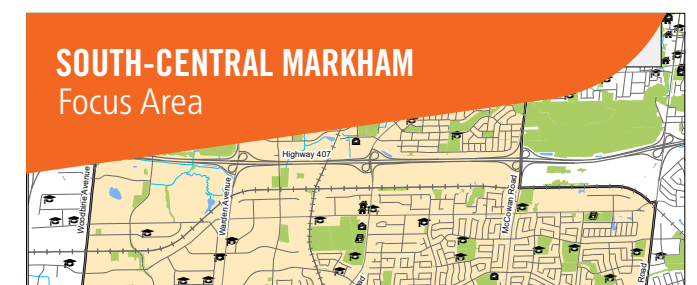 SOUTH-CENTRAL MARKHAM
Focus Area
Highway 407
Woodbine Avenue
Warden Avenue
McCowan Road
Road